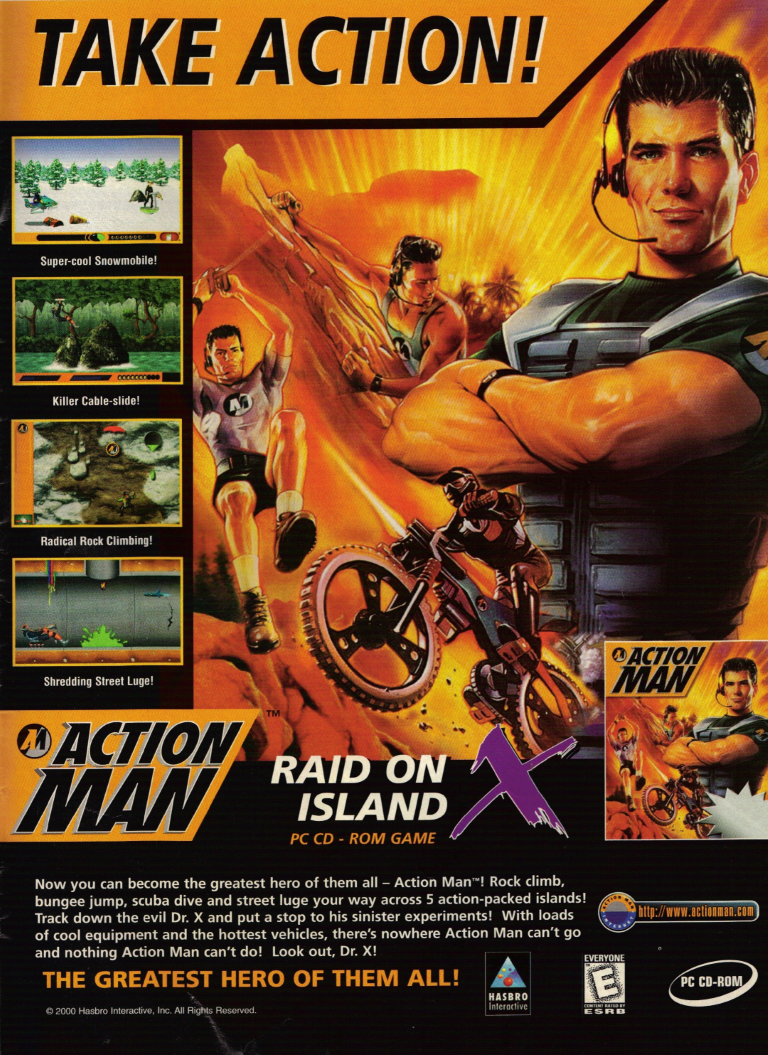 TAKE ACTION!
Super-cool Snowmobile!
Killer Cable-slide!
Radical Rock Climbing!
Shredding Street Luge!
ACTION
MAN
TM
RAID ON
ISLAND X
PC CD - ROM GAME
ACTION
MAN
Now you can become the greatest hero of them all – Action Man™! Rock climb,
bungee jump, scuba dive and street luge your way across 5 action-packed islands!
Track down the evil Dr. X and put a stop to his sinister experiments! With loads
of cool equipment and the hottest vehicles, there's nowhere Action Man can't go
and nothing Action Man can't do! Look out, Dr. X!
ACTION MAN
http://www.actionman.com
THE GREATEST HERO OF THEM ALL!
HASBRO
Interactive
EVERYONE
E
CONTENT RATED BY
ESRB
PC CD-ROM
© 2000 Hasbro Interactive, Inc. All Rights Reserved.